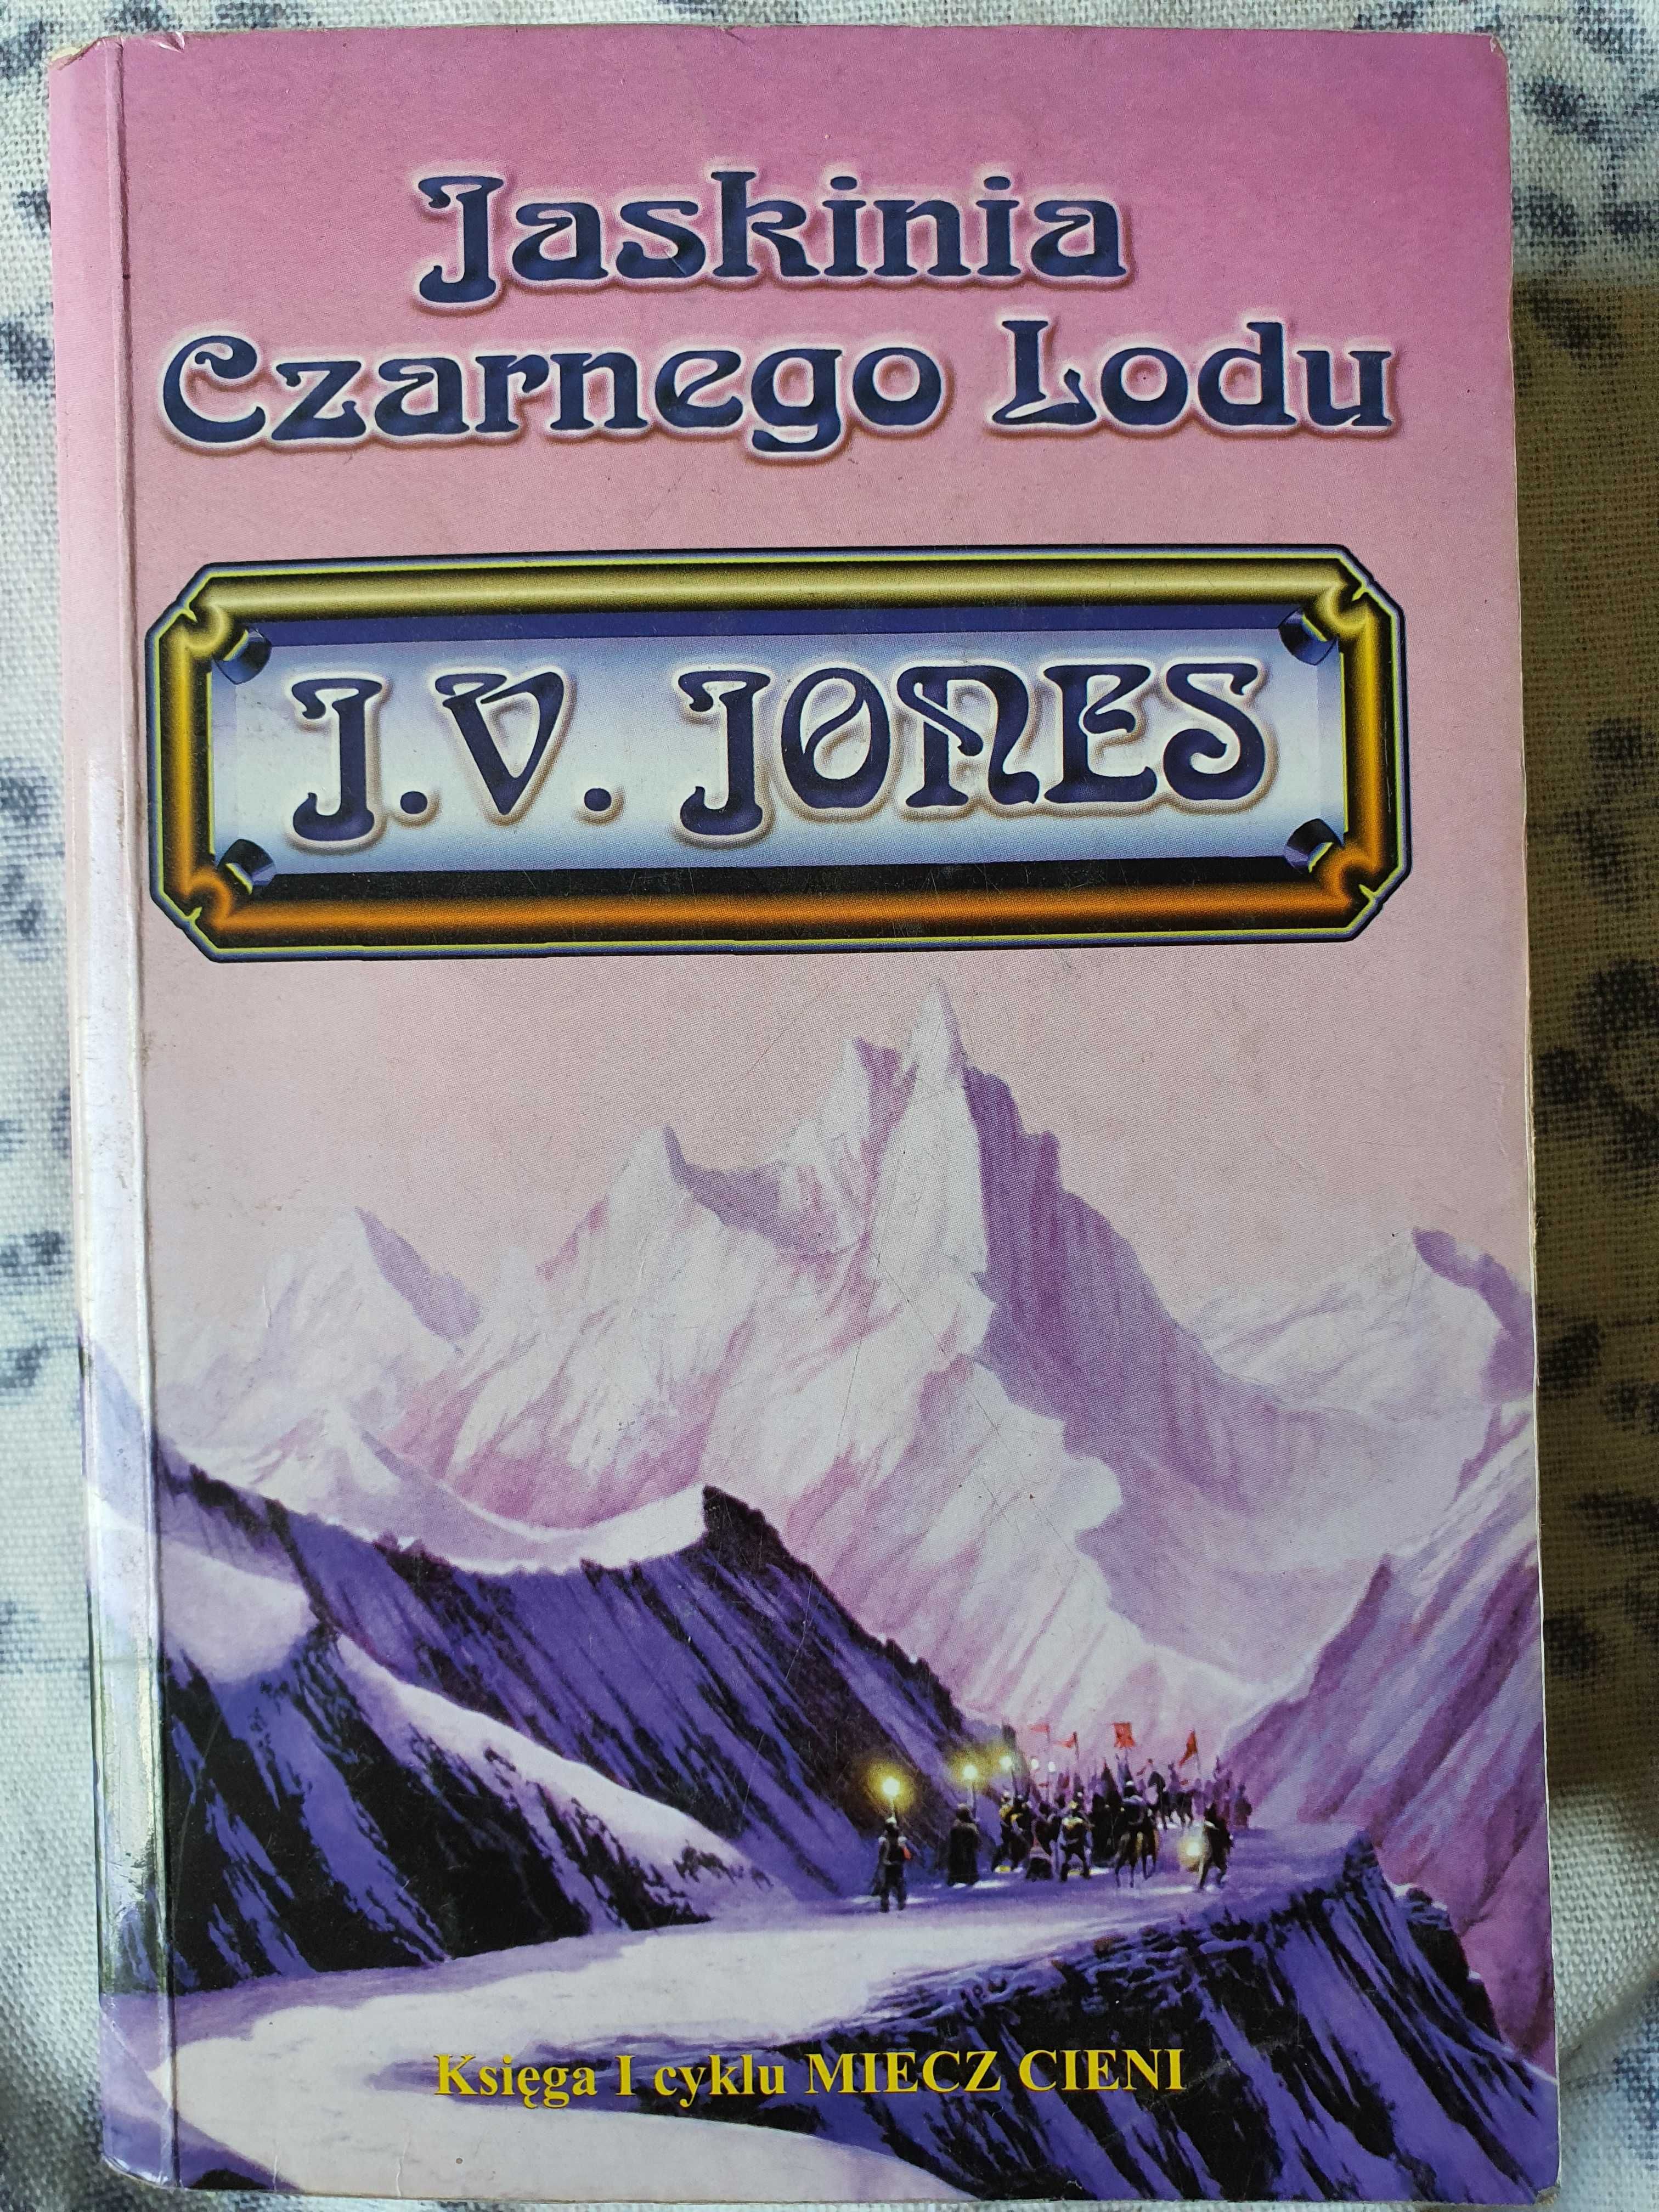 Jaskinia
Czarnego Lodu
J.V. JONES
Księga I cyklu MIECZ CIENI